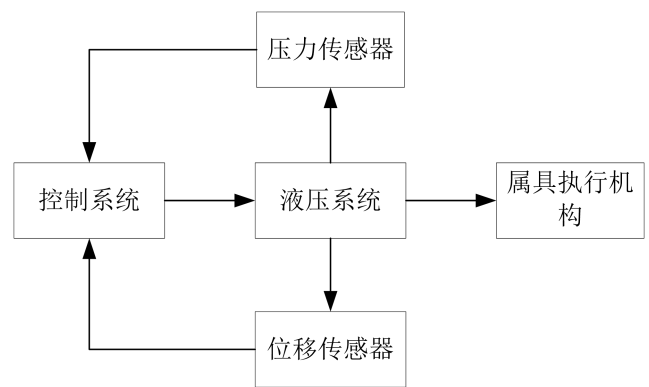 压力传感器
控制系统
液压系统
属具执行机
构
位移传感器